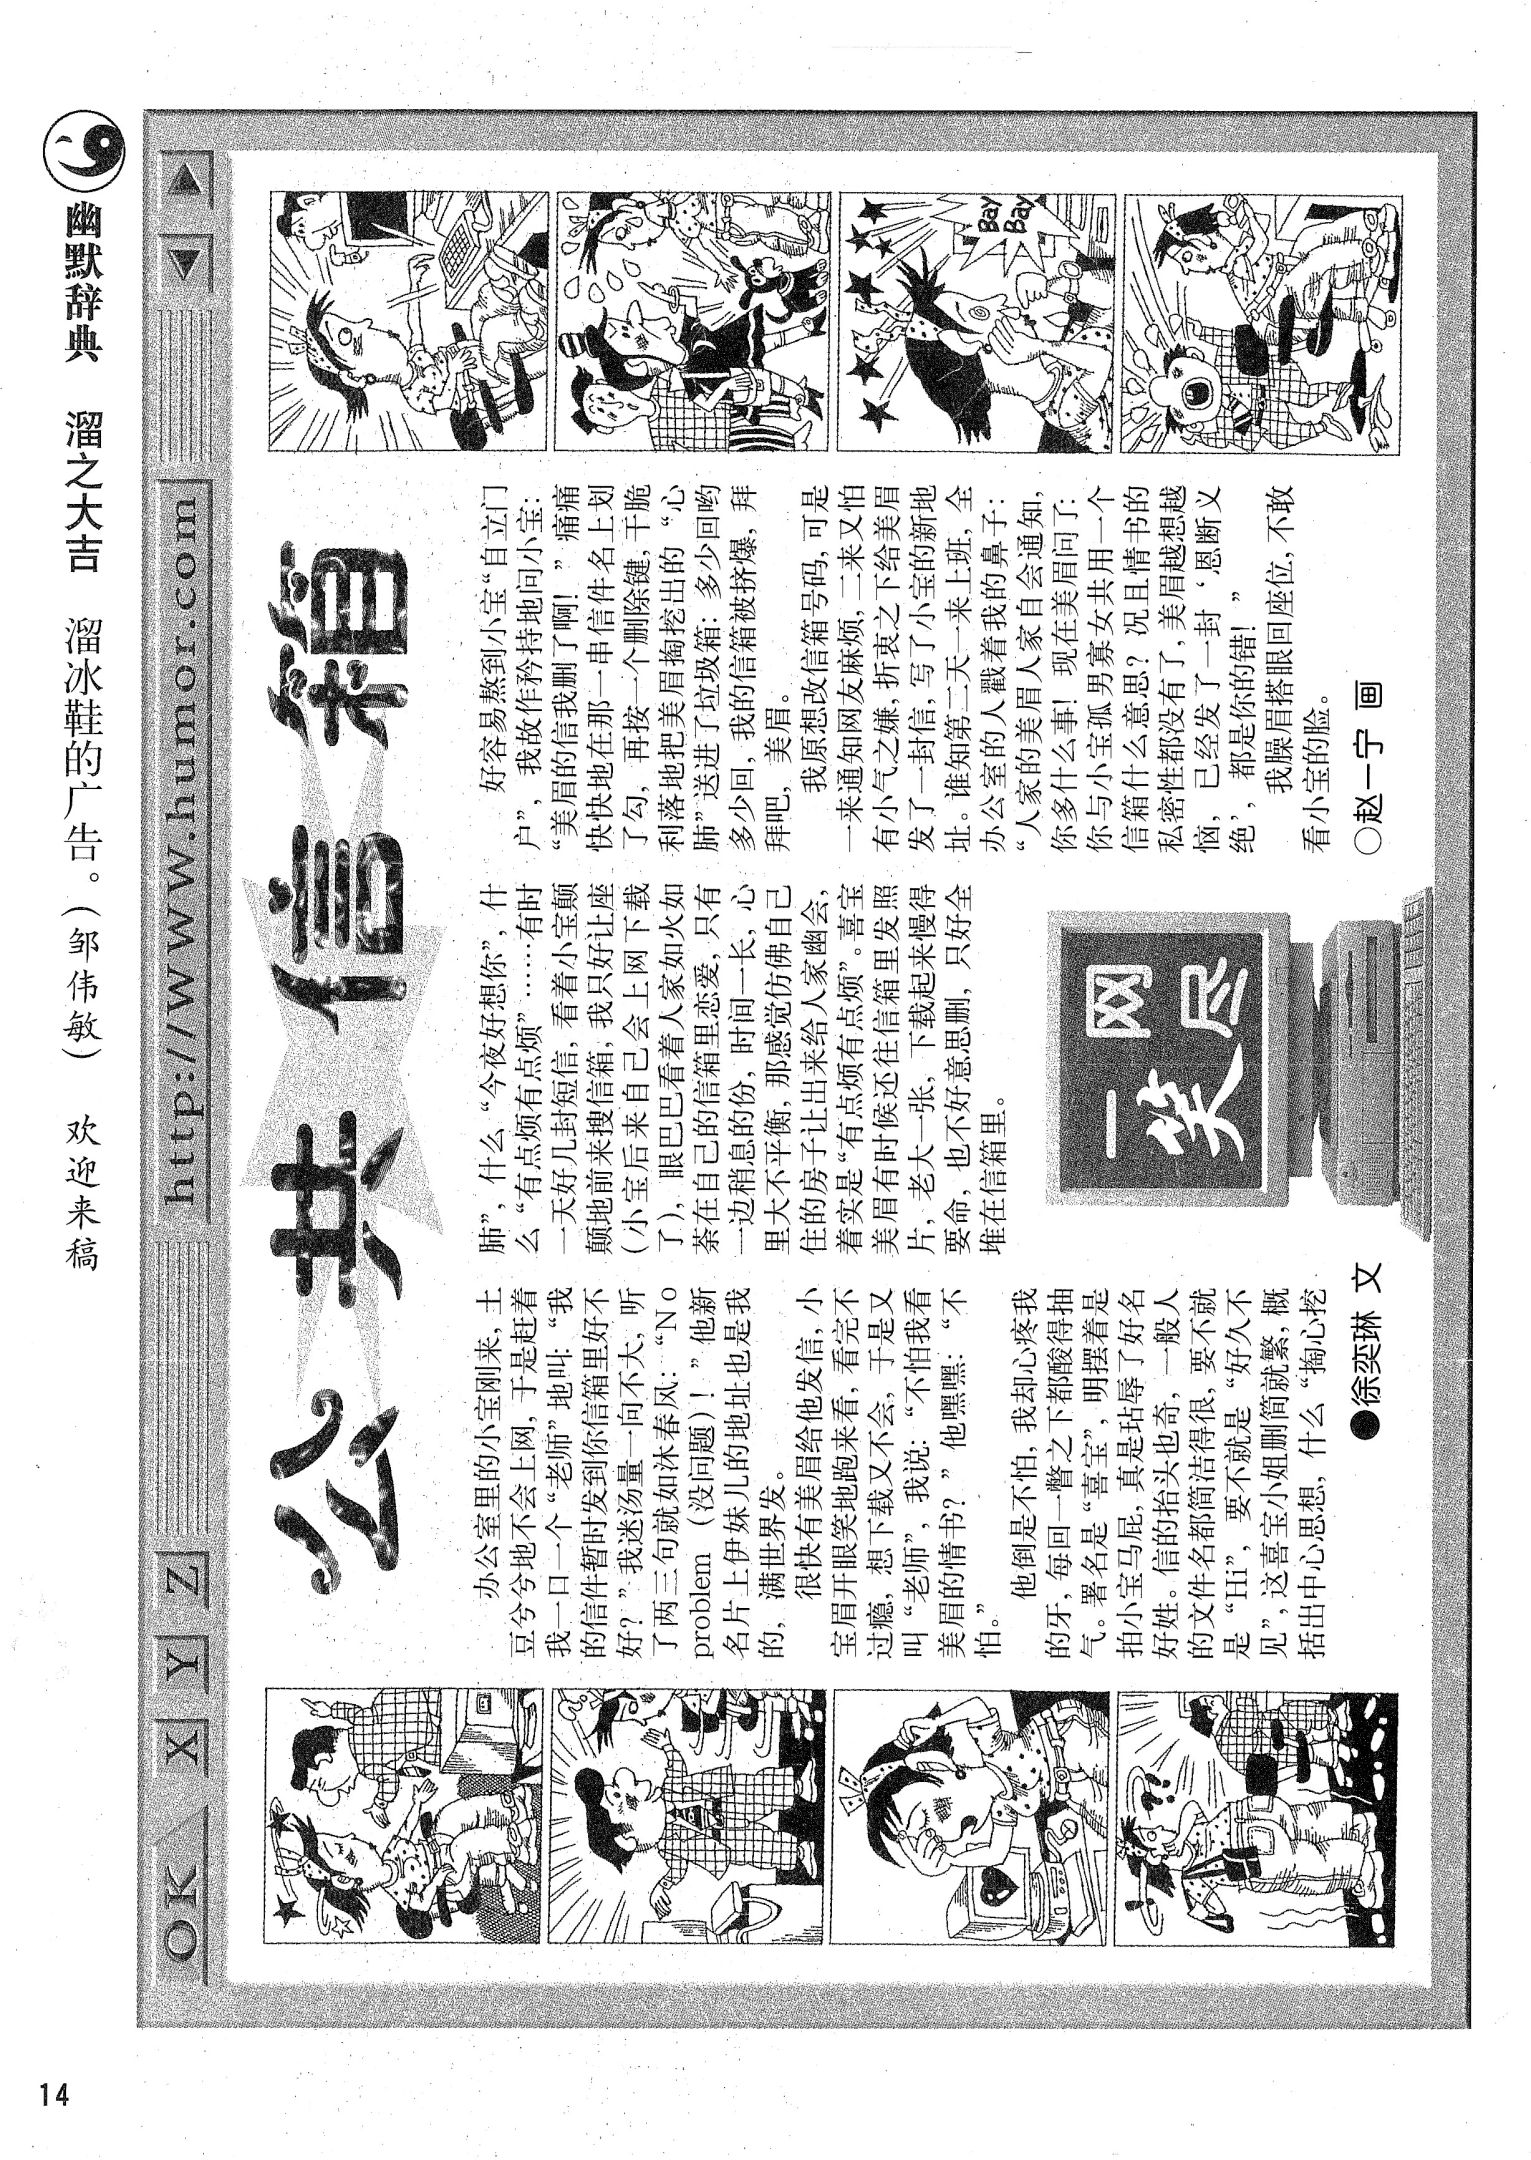 幽默辞典 溜之大吉 溜冰鞋的广告。(邹伟敏) 欢迎来稿
OK X Y Z http://www.humor.com
公共信箱
办公室里的小宝刚来,土
豆兮兮地不会上网,于是赶着
我一口一个“老师”地叫:“我
的信件暂时发到你信箱里好不
好?”我迷汤量一向不大,听
了两三句就如沐春风:“No
problem (没问题)!”他新
名片上伊妹儿的地址也是我
的,满世界发。
很快有美眉给他发信,小
宝眉开眼笑地跑来看,看完不
过瘾,想下载又不会,于是又
叫“老师”,我说:“不怕我看
美眉的情书?”他嘿嘿:“不
怕。”
他倒是不怕,我却心疼我
的牙,每回一瞥之下都酸得抽
气。署名是“喜宝”,明摆着是
拍小宝马屁,真是玷辱了好名
好姓。信的抬头也奇,一般人
的文件名都简洁得很,要不就
是“Hi”,要不就是“好久不
见”,这喜宝小姐删简就繁,概
括出中心思想,什么“掏心挖
肺”,什么“今夜好想你”,什
么“有点烦有点烦”……有时
一天好几封短信,看着小宝颠
颠地前来搜信箱,我只好让座
(小宝后来自己会上网下载
了),眼巴巴看着人家如火如
荼在自己的信箱里恋爱,只有
一边稍息的份,时间一长,心
里大不平衡,那感觉仿佛自己
住的房子让出来给人家幽会,
着实是“有点烦有点烦”。喜宝
美眉有时候还往信箱里发照
片,老大一张,下载起来慢得
要命,也不好意思删,只好全
堆在信箱里。
好容易熬到小宝“自立门
户”,我故作矜持地问小宝:
“美眉的信我删了啊!”痛痛
快快地在那一串信件名上划
了勾,再按一个删除键,干脆
利落地把美眉掏挖出的“心
肺”送进了垃圾箱:多少回哟
多少回,我的信箱被挤爆,拜
拜吧,美眉。
我原想改信箱号码,可是
一来通知网友麻烦,二来又怕
有小气之嫌,折衷之下给美眉
发了一封信,写了小宝的新地
址。谁知第二天一来上班,全
办公室的人戳着我的鼻子:
“人家的美眉人家自会通知,
你多什么事!现在美眉问了:
你与小宝孤男寡女共用一个
信箱什么意思?况且情书的
私密性都没有了,美眉越想越
恼,已经发了一封‘恩断义
绝’,都是你的错!”
我臊眉搭眼回座位,不敢
看小宝的脸。
●徐奕琳 文
○赵一宁 画
一网
笑尽
Bay
Bay
14